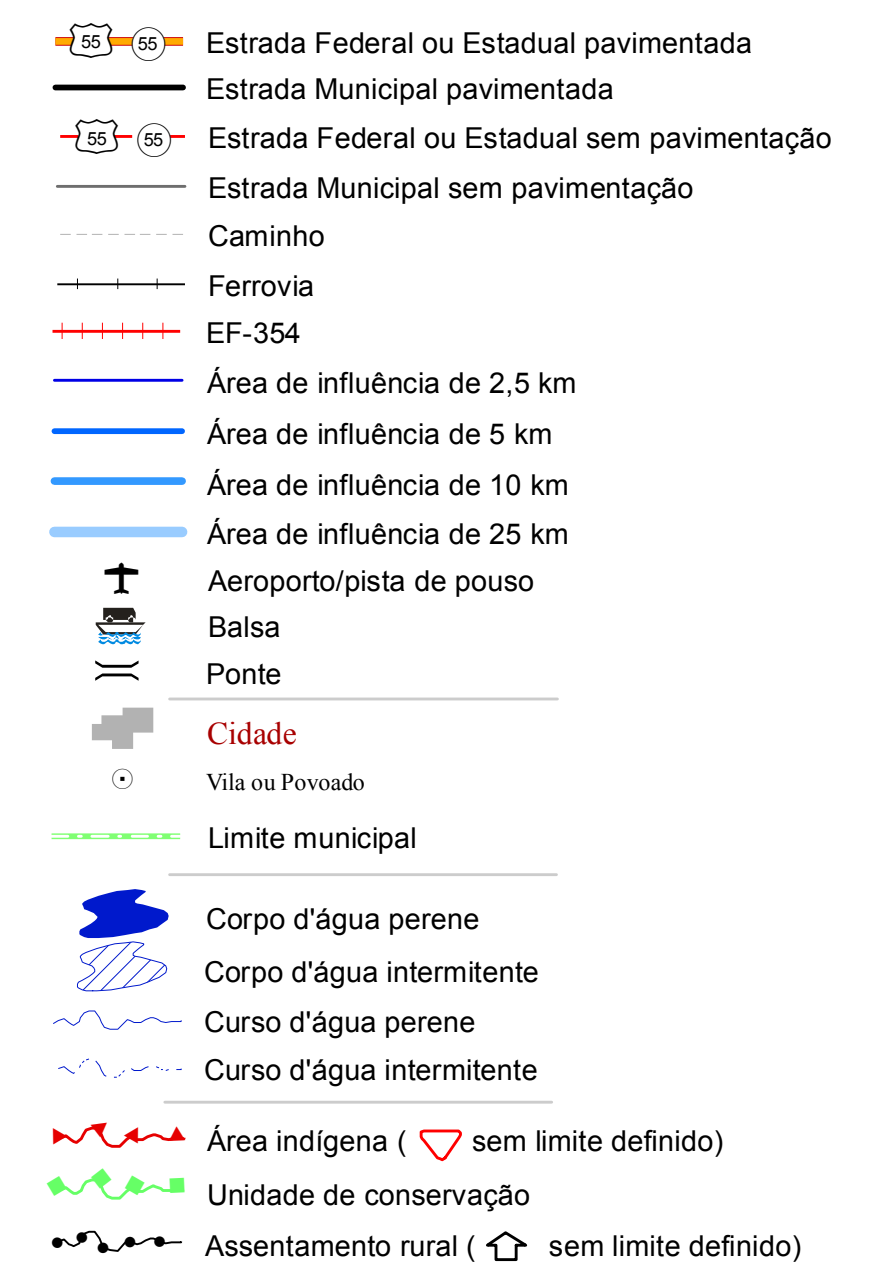 55 55 Estrada Federal ou Estadual pavimentada
Estrada Municipal pavimentada
55 55 Estrada Federal ou Estadual sem pavimentação
Estrada Municipal sem pavimentação
Caminho
Ferrovia
EF-354
Área de influência de 2,5 km
Área de influência de 5 km
Área de influência de 10 km
Área de influência de 25 km
Aeroporto/pista de pouso
Balsa
Ponte
Cidade
Vila ou Povoado
Limite municipal
Corpo d'água perene
Corpo d'água intermitente
Curso d'água perene
Curso d'água intermitente
Área indígena ( sem limite definido)
Unidade de conservação
Assentamento rural ( sem limite definido)